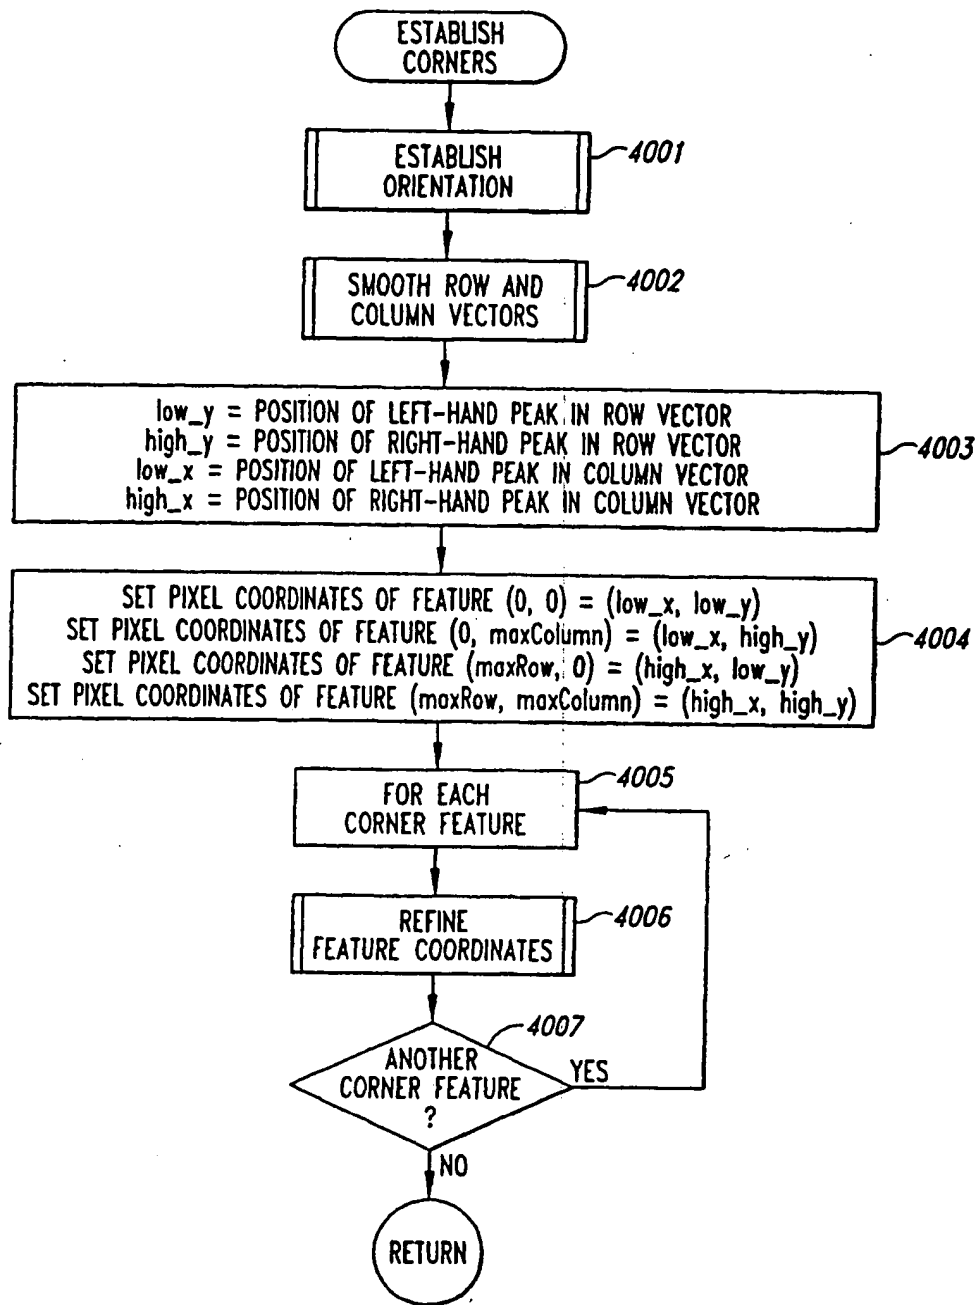 ESTABLISH
CORNERS
ESTABLISH
ORIENTATION
4001
SMOOTH ROW AND
COLUMN VECTORS
4002
low_y = POSITION OF LEFT-HAND PEAK IN ROW VECTOR
high_y = POSITION OF RIGHT-HAND PEAK IN ROW VECTOR
low_x = POSITION OF LEFT-HAND PEAK IN COLUMN VECTOR
high_x = POSITION OF RIGHT-HAND PEAK IN COLUMN VECTOR
4003
SET PIXEL COORDINATES OF FEATURE (0, 0) = (low_x, low_y)
SET PIXEL COORDINATES OF FEATURE (0, maxColumn) = (low_x, high_y)
SET PIXEL COORDINATES OF FEATURE (maxRow, 0) = (high_x, low_y)
SET PIXEL COORDINATES OF FEATURE (maxRow, maxColumn) = (high_x, high_y)
4004
4005
FOR EACH
CORNER FEATURE
REFINE
FEATURE COORDINATES
4006
4007
ANOTHER
CORNER FEATURE
?
YES
NO
RETURN